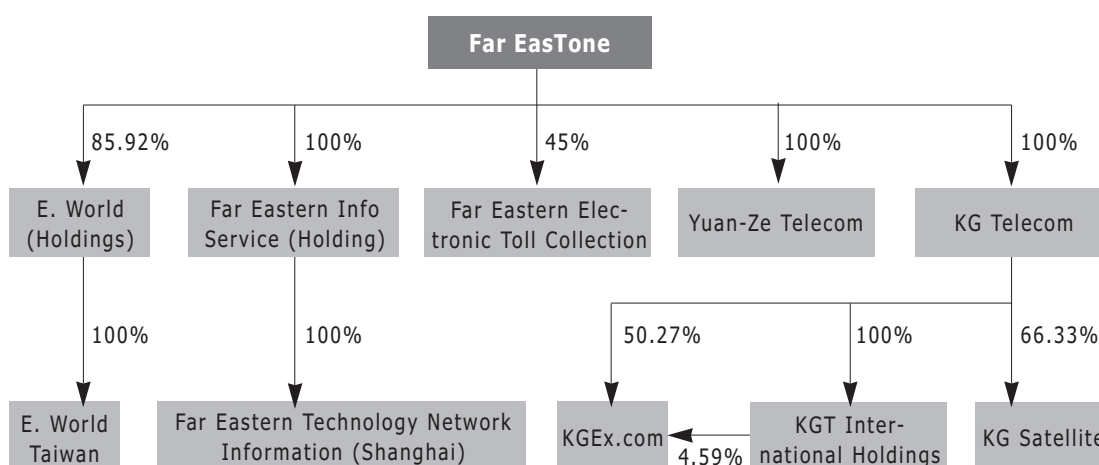 Far EasTone
85.92%
100%
45%
100%
100%
E. World
(Holdings)
Far Eastern Info
Service (Holding)
Far Eastern Elec-
tronic Toll Collection
Yuan-Ze Telecom
KG Telecom
100%
100%
50.27%
100%
66.33%
E. World
Taiwan
Far Eastern Technology Network
Information (Shanghai)
KGEx.com
4.59%
KGT Inter-
national Holdings
KG Satellite